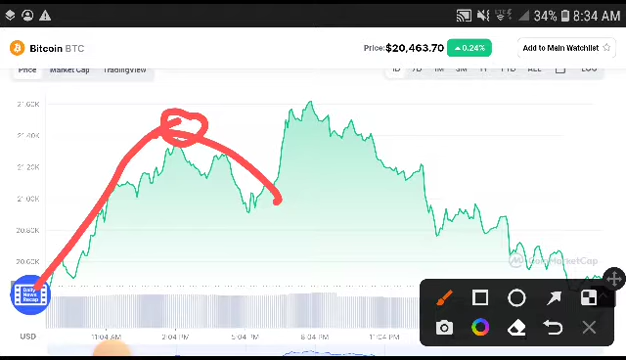 34% 8:34 AM
Bitcoin BTC Price: $20,463.70 ▲ 0.24% Add to Main Watchlist
Price Market Cap TradingView 1D 7D 1M 3M 1Y YTD ALL LOG
21.60K
21.40K
21.20K
21.00K
20.80K
20.60K
CoinMarketCap
Daily
News
Recap
USD 11:04 AM 2:04 PM 5:04 PM 8:04 PM 11:04 PM